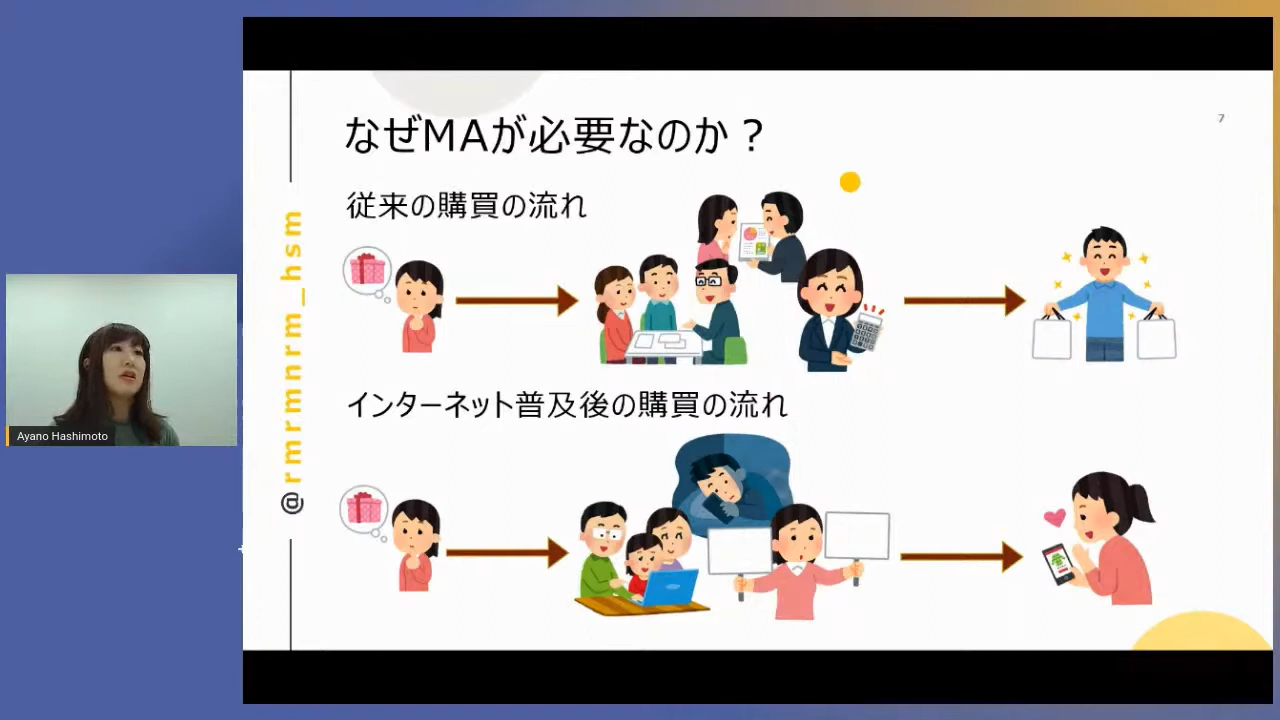 なぜMAが必要なのか？
7
従来の購買の流れ
インターネット普及後の購買の流れ
@rmrmnrm_hsm
Ayano Hashimoto